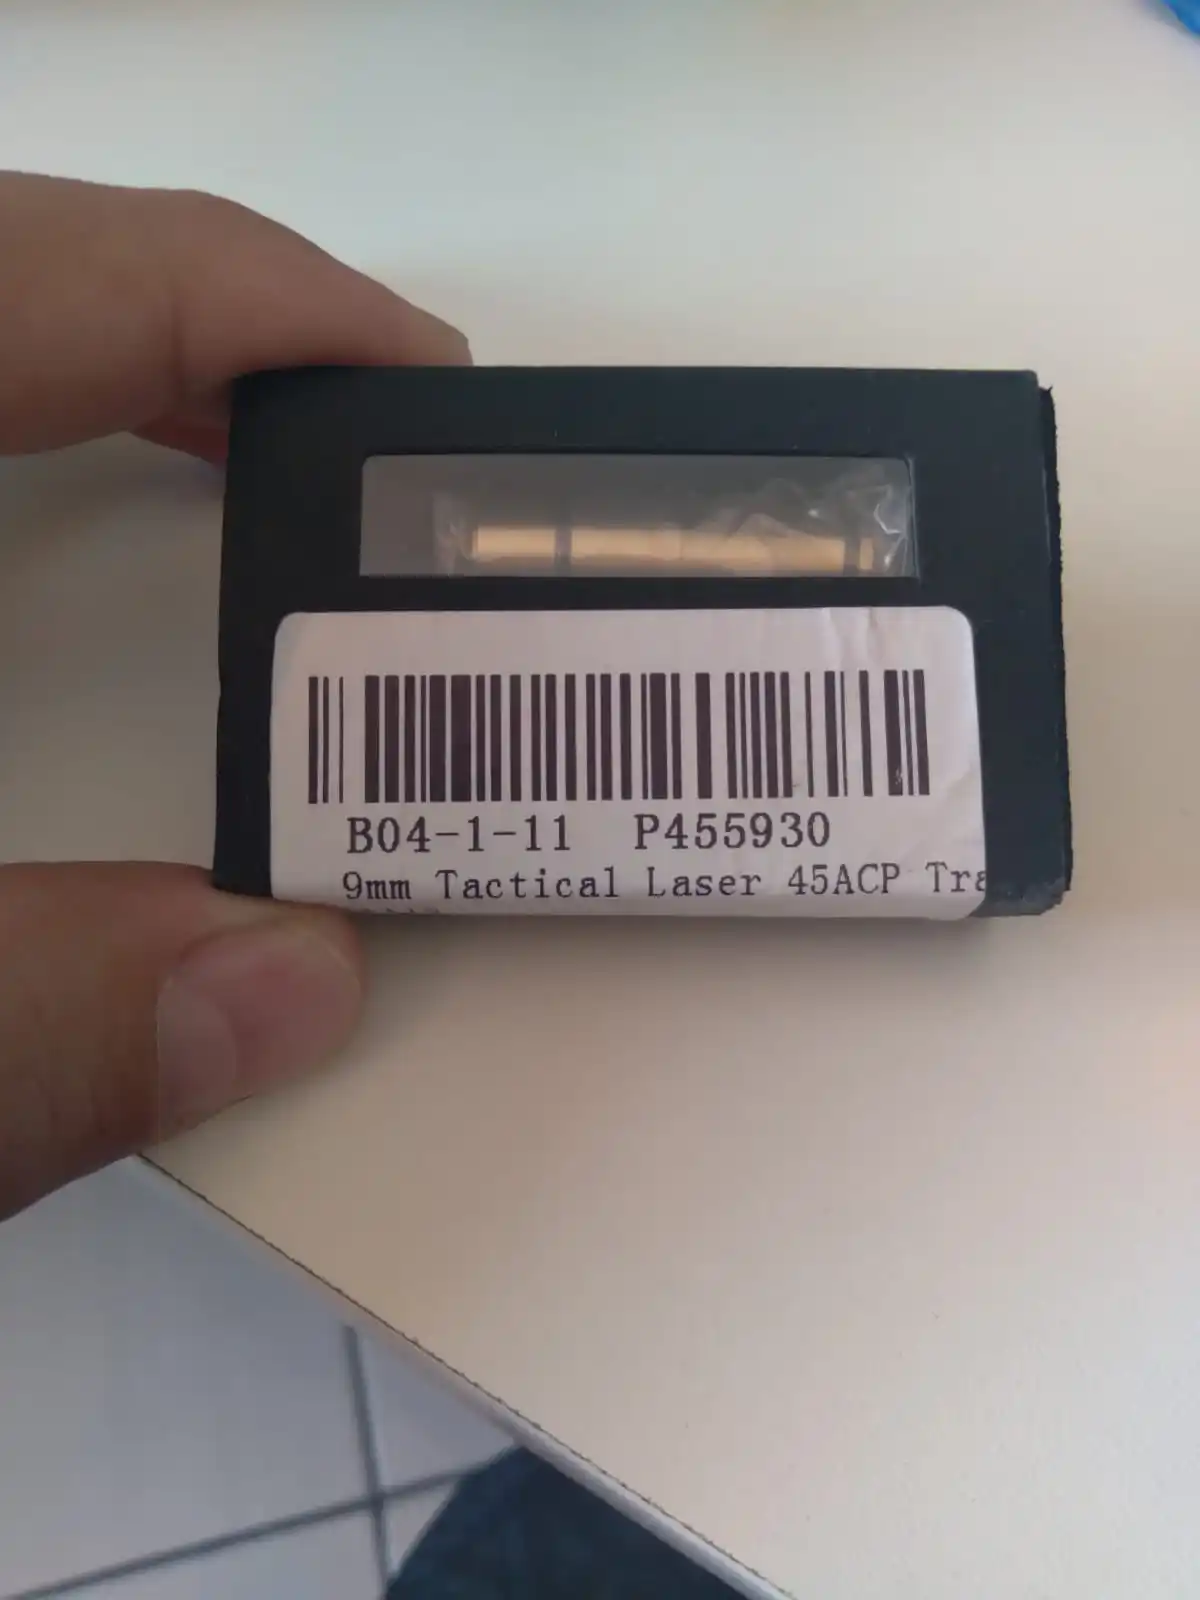 B04-1-11 P455930
9mm Tactical Laser 45ACP